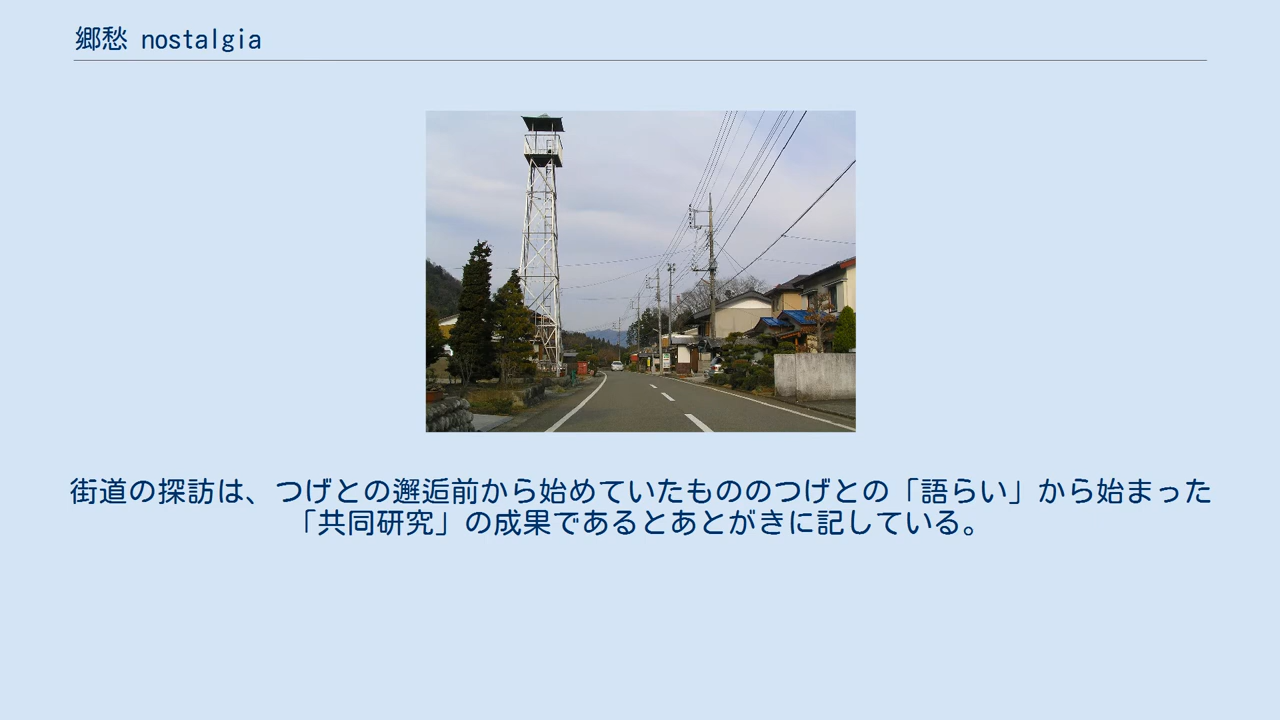 郷愁 nostalgia
街道の探訪は、つげとの邂逅前から始めていたもののつげとの「語らい」から始まった
「共同研究」の成果であるとあとがきに記している。